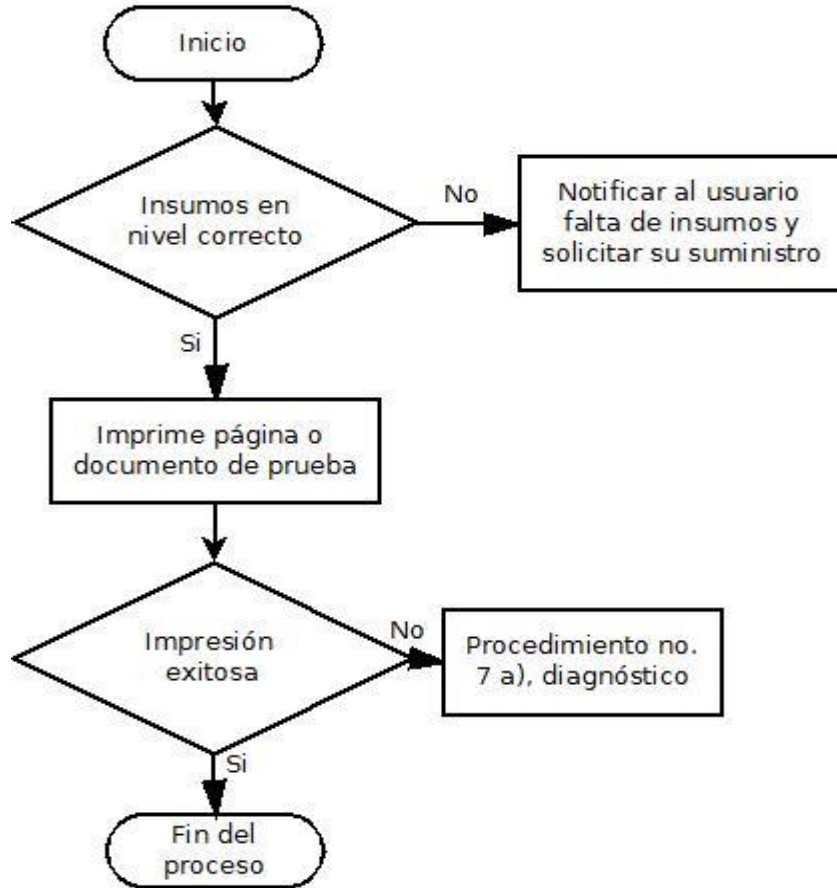 Inicio
Insumos en
nivel correcto
No
Notificar al usuario
falta de insumos y
solicitar su suministro
Si
Imprime página o
documento de prueba
Impresión
exitosa
No
Procedimiento no.
7 a), diagnóstico
Si
Fin del
proceso